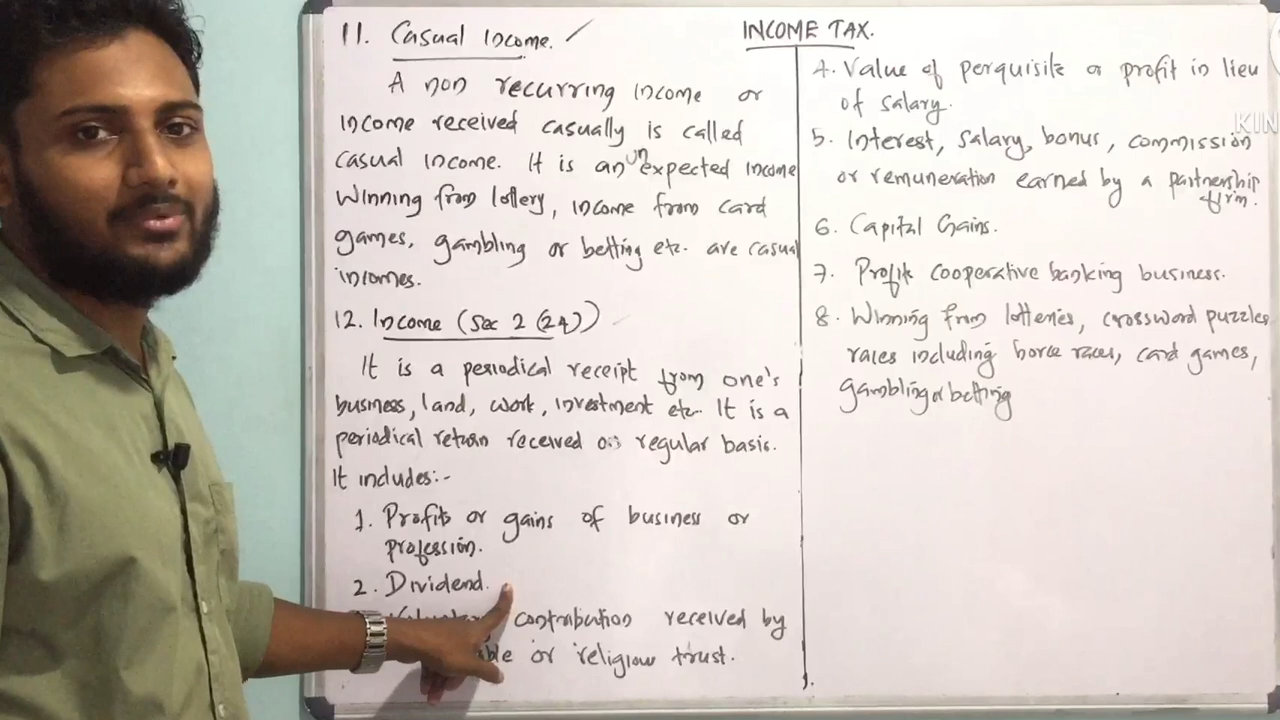 INCOME TAX.
11. Casual Income.
A non recurring income or
income received casually is called
casual income. It is an unexpected income
Winning from lottery, income from card
games, gambling or betting etc. are casual
incomes.
12. Income (Sec 2 (24))
It is a periodical receipt from one's
business, land, work, investment etc. It is a
periodical return received on regular basis.
It includes:-
1. Profits or gains of business or
profession.
2. Dividend.
contribution received by
or religious trust.
4. Value of perquisite or profit in lieu
of salary.
5. Interest, salary, bonus, commission
or remuneration earned by a partnership
firm.
6. Capital Gains.
7. Profits cooperative banking business.
8. Winning from lotteries, crossword puzzles
races including horse races, card games,
gambling or betting
KIN